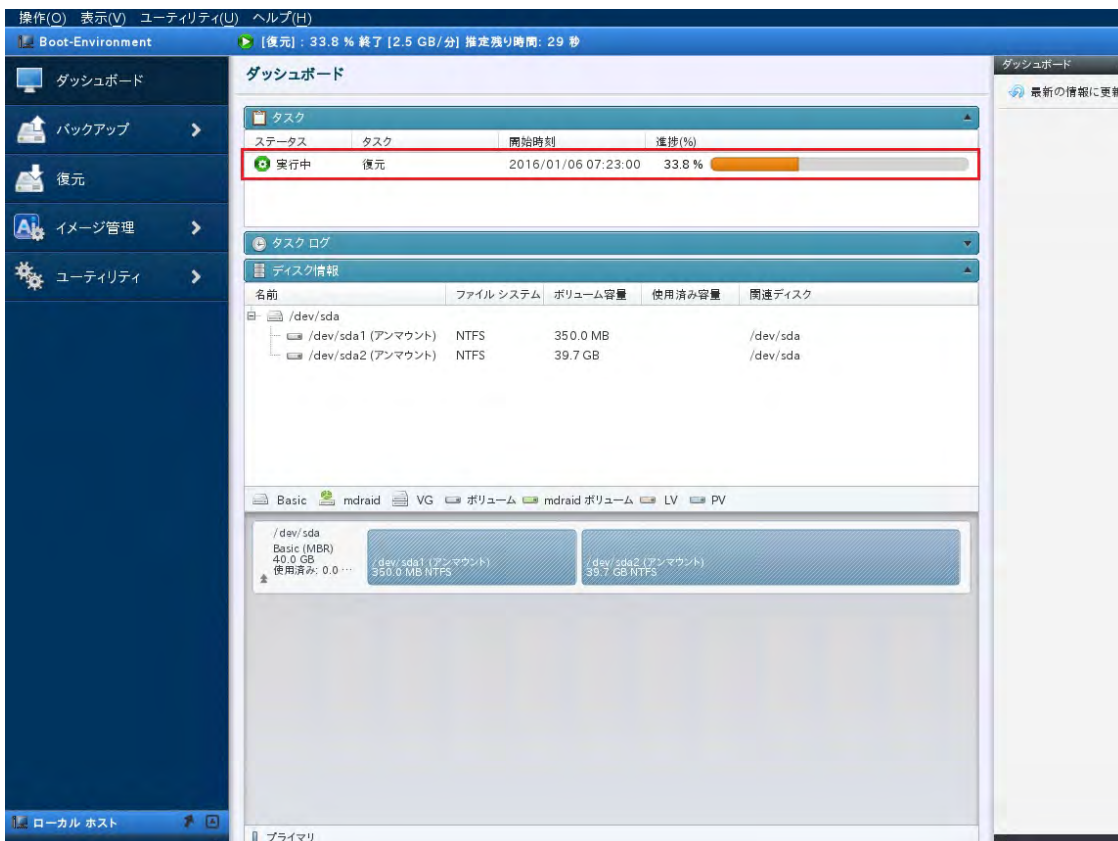 操作(O) 表示(V) ユーティリティ(U) ヘルプ(H)
Boot-Environment
[復元] : 33.8 % 終了 [2.5 GB/分] 推定残り時間: 29 秒
ダッシュボード
バックアップ
復元
イメージ管理
ユーティリティ
ローカル ホスト
ダッシュボード
タスク
ステータス タスク 開始時刻 進捗(%)
実行中 復元 2016/01/06 07:23:00 33.8 %
タスク ログ
ディスク情報
名前 ファイル システム ボリューム容量 使用済み容量 関連ディスク
/dev/sda
/dev/sda1 (アンマウント) NTFS 350.0 MB /dev/sda
/dev/sda2 (アンマウント) NTFS 39.7 GB /dev/sda
Basic mdraid VG ボリューム mdraid ボリューム LV PV
/dev/sda
Basic (MBR)
40.0 GB
使用済み: 0.0 ...
/dev/sda1 (アンマウント)
350.0 MB NTFS
/dev/sda2 (アンマウント)
39.7 GB NTFS
プライマリ
ダッシュボード
最新の情報に更新